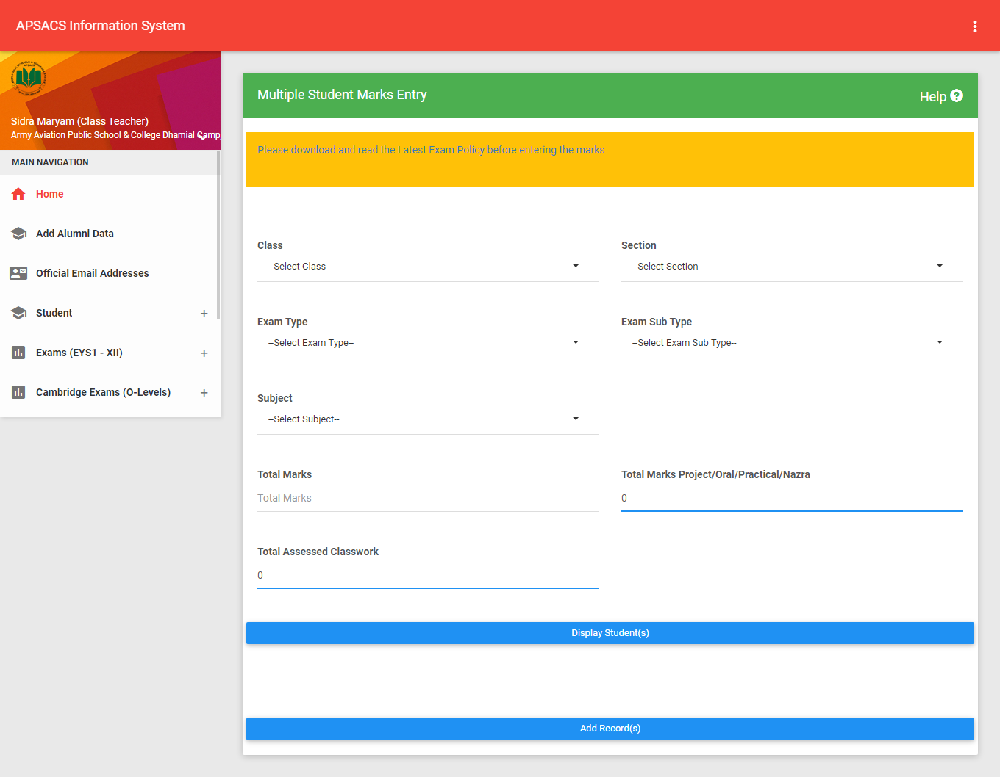 APSACS Information System
Sidra Maryam (Class Teacher)
Army Aviation Public School & College Dhamial Camp
MAIN NAVIGATION
Home
Add Alumni Data
Official Email Addresses
Student
Exams (EYS1 - XII)
Cambridge Exams (O-Levels)
Multiple Student Marks Entry
Help
Please download and read the Latest Exam Policy before entering the marks
Class
--Select Class--
Section
--Select Section--
Exam Type
--Select Exam Type--
Exam Sub Type
--Select Exam Sub Type--
Subject
--Select Subject--
Total Marks
Total Marks
Total Marks Project/Oral/Practical/Nazra
0
Total Assessed Classwork
0
Display Student(s)
Add Record(s)